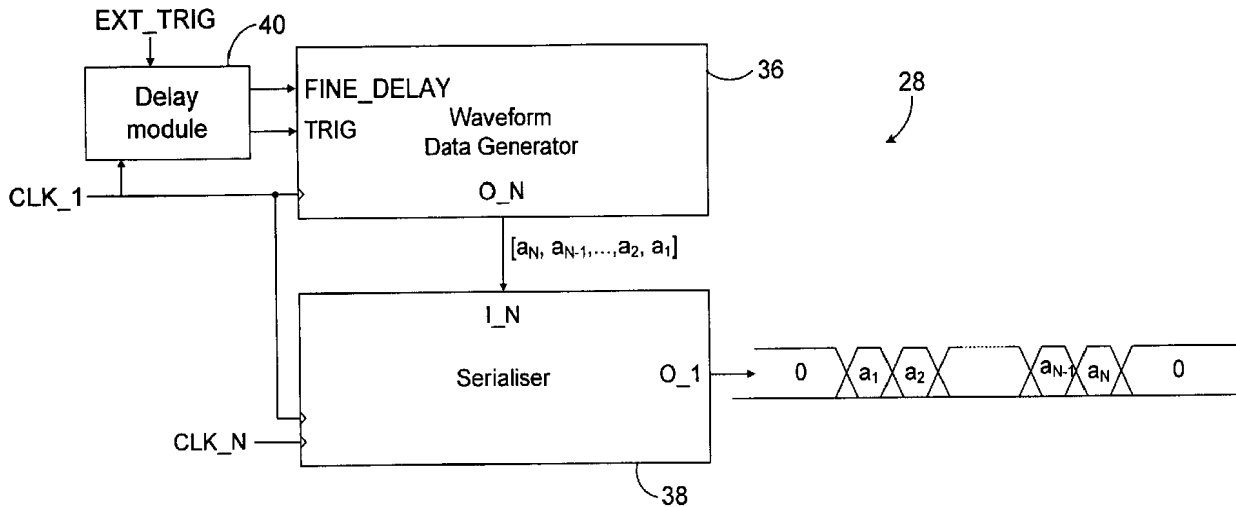 EXT_TRIG
40
Delay
module
FINE_DELAY
TRIG
Waveform
Data Generator
O_N
36
28
CLK_1
[aN, aN-1,...,a2, a1]
I_N
Serialiser
O_1
0 a1 a2 aN-1 aN 0
CLK_N
38